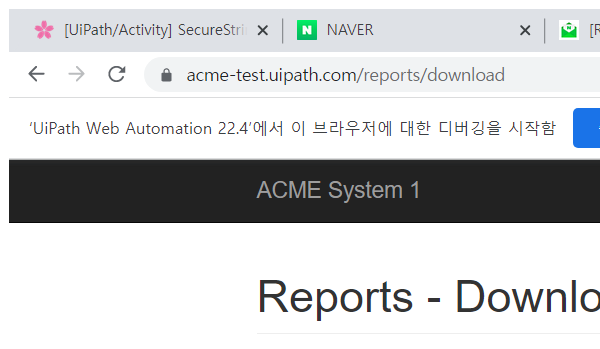 [UiPath/Activity] SecureStri
NAVER
[R
acme-test.uipath.com/reports/download
'UiPath Web Automation 22.4'에서 이 브라우저에 대한 디버깅을 시작함
ACME System 1
Reports - Downlo